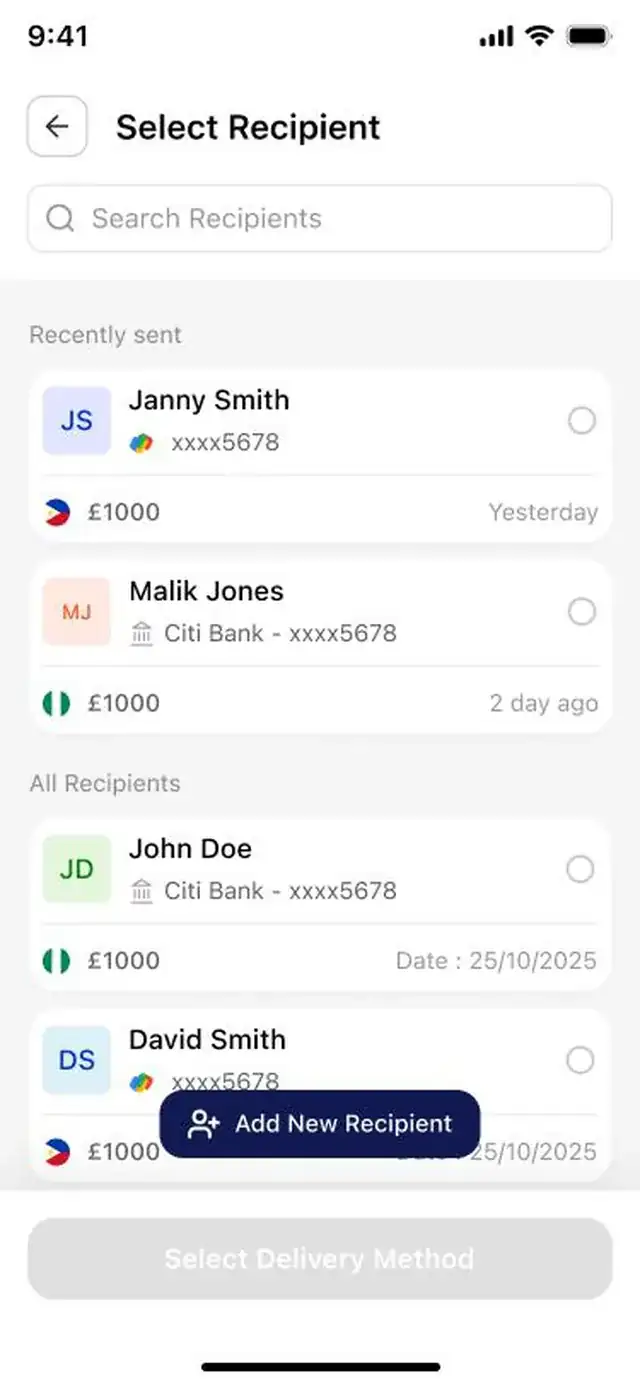 9:41
Select Recipient
Search Recipients
Recently sent
JS
Janny Smith
xxxx5678
£1000
Yesterday
MJ
Malik Jones
Citi Bank - xxxx5678
£1000
2 day ago
All Recipients
JD
John Doe
Citi Bank - xxxx5678
£1000
Date : 25/10/2025
DS
David Smith
xxxx5678
Add New Recipient
£1000
25/10/2025
Select Delivery Method